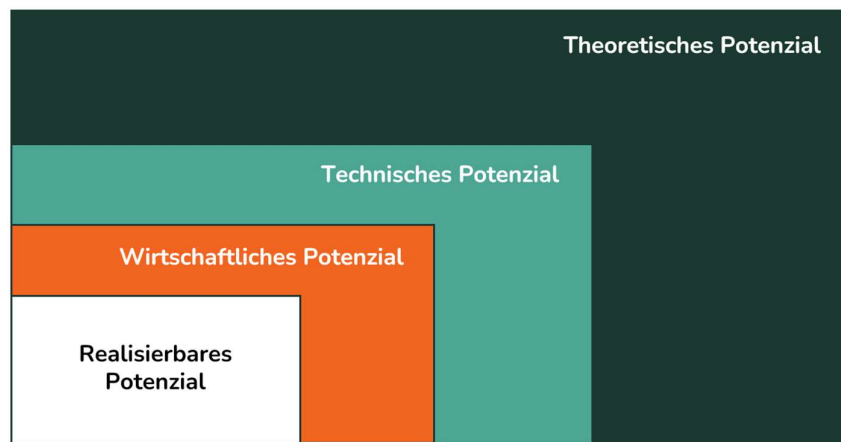 Theoretisches Potenzial
Technisches Potenzial
Wirtschaftliches Potenzial
Realisierbares
Potenzial